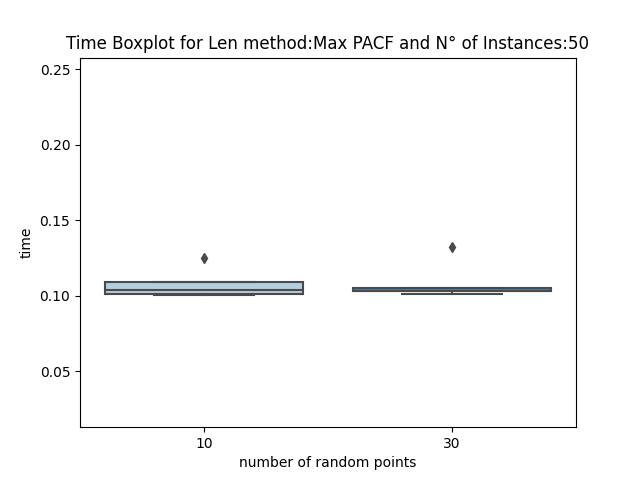 Time Boxplot for Len method:Max PACF and N° of Instances:50
0.25
0.20
0.15
0.10
0.05
time
10 30
number of random points